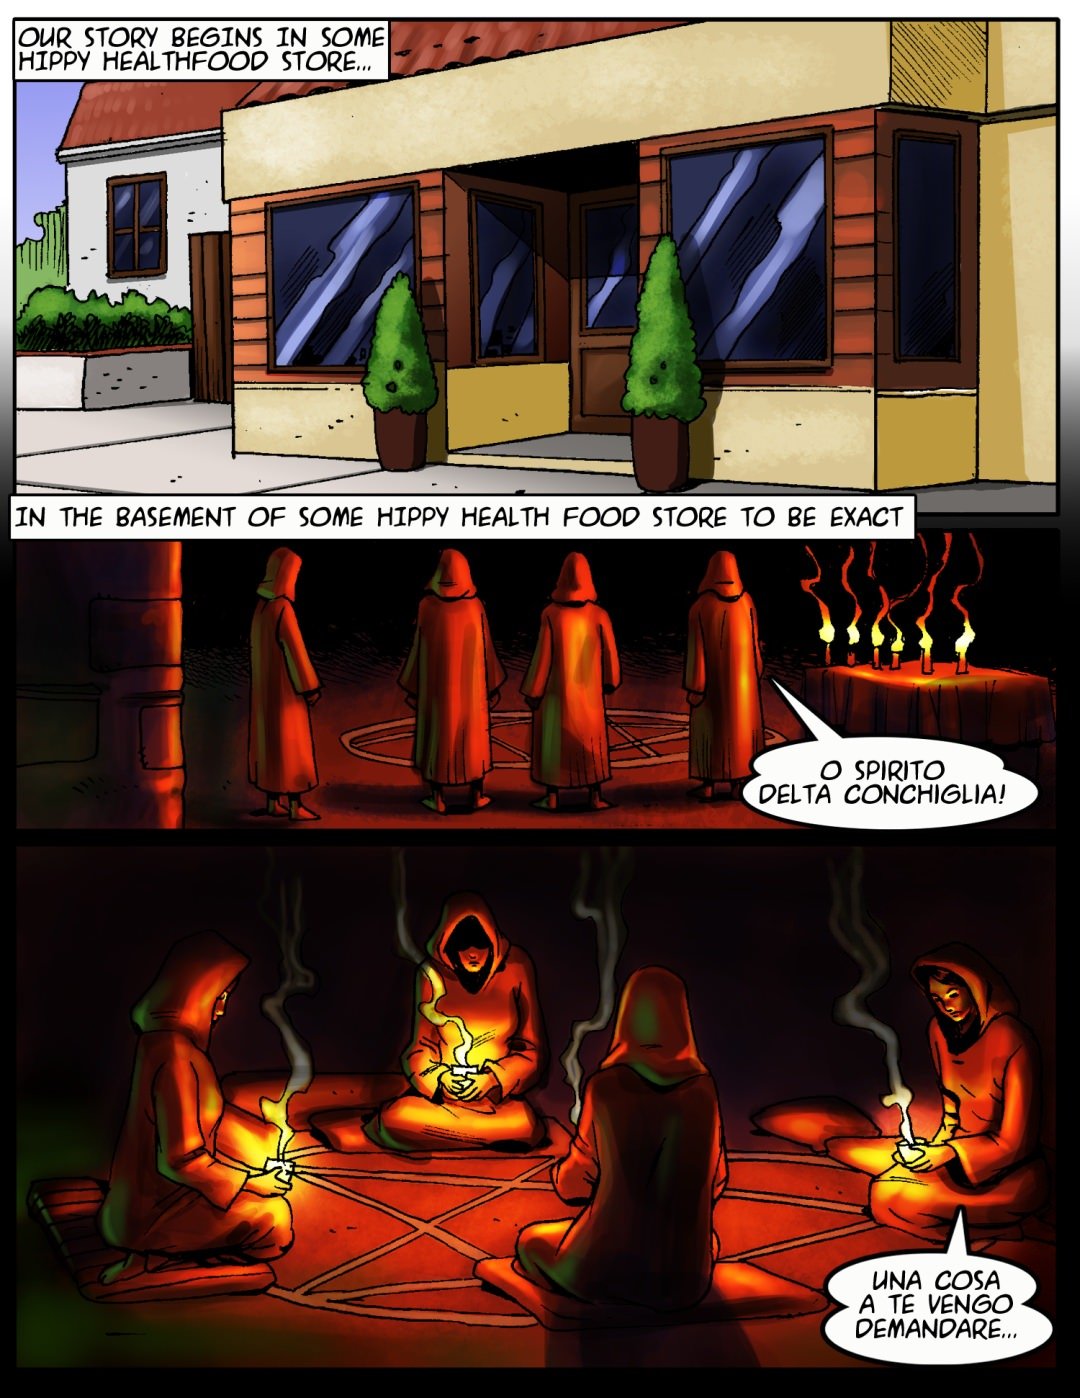 OUR STORY BEGINS IN SOME
HIPPY HEALTHFOOD STORE...
IN THE BASEMENT OF SOME HIPPY HEALTH FOOD STORE TO BE EXACT
O SPIRITO
DELTA CONCHIGLIA!
UNA COSA
A TE VENGO
DEMANDARE...